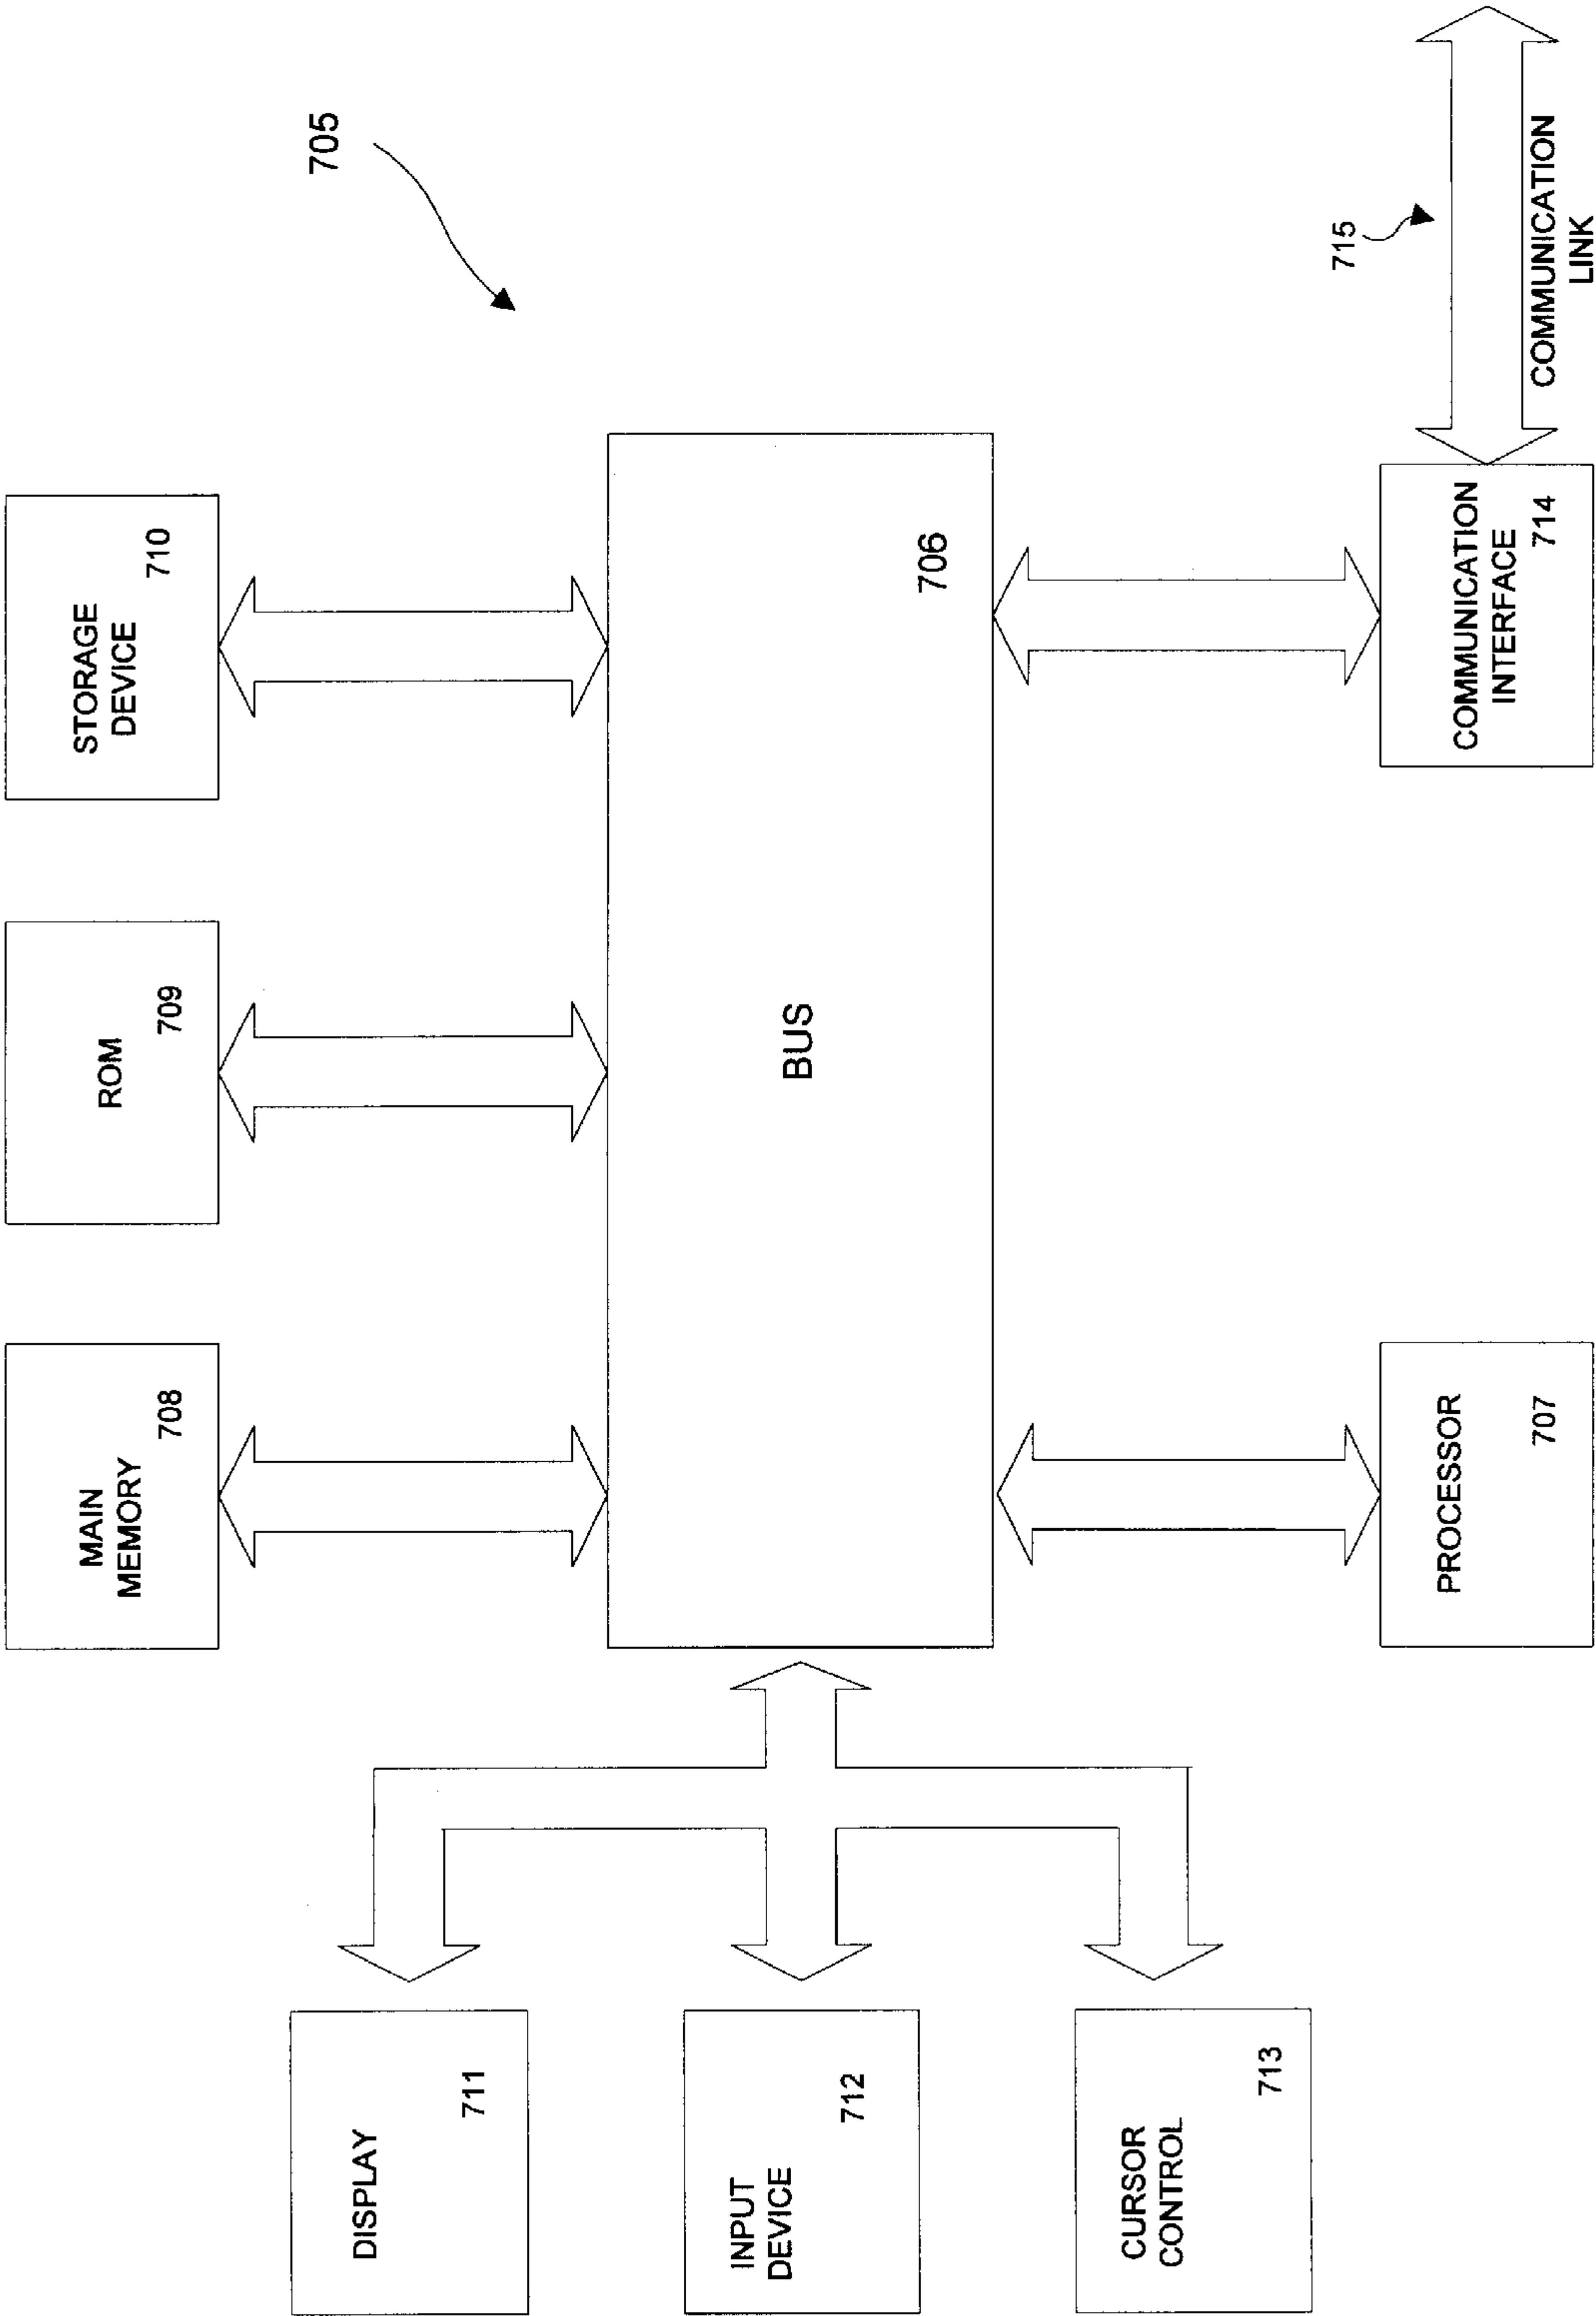 705
MAIN
MEMORY
708
ROM
709
STORAGE
DEVICE
710
DISPLAY
711
INPUT
DEVICE
712
CURSOR
CONTROL
713
BUS
706
PROCESSOR
707
COMMUNICATION
INTERFACE
714
715
COMMUNICATION
LINK